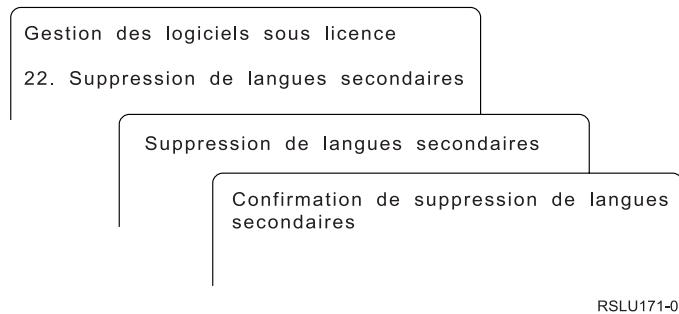 Gestion des logiciels sous licence
22. Suppression de langues secondaires
Suppression de langues secondaires
Confirmation de suppression de langues
secondaires
RSLU171-0